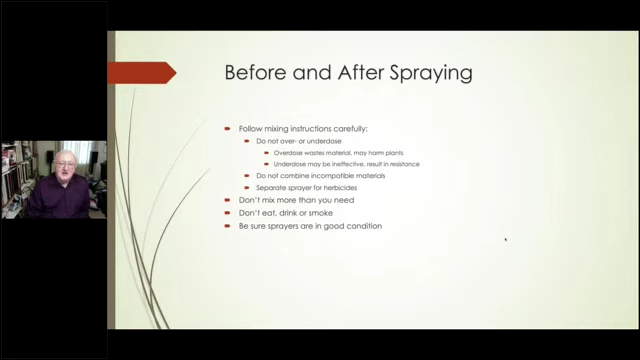 Before and After Spraying
Follow mixing instructions carefully:
Do not over- or underdose
Overdose wastes material, may harm plants
Underdose may be ineffective, result in resistance
Do not combine incompatible materials
Separate sprayer for herbicides
Don't mix more than you need
Don't eat, drink or smoke
Be sure sprayers are in good condition